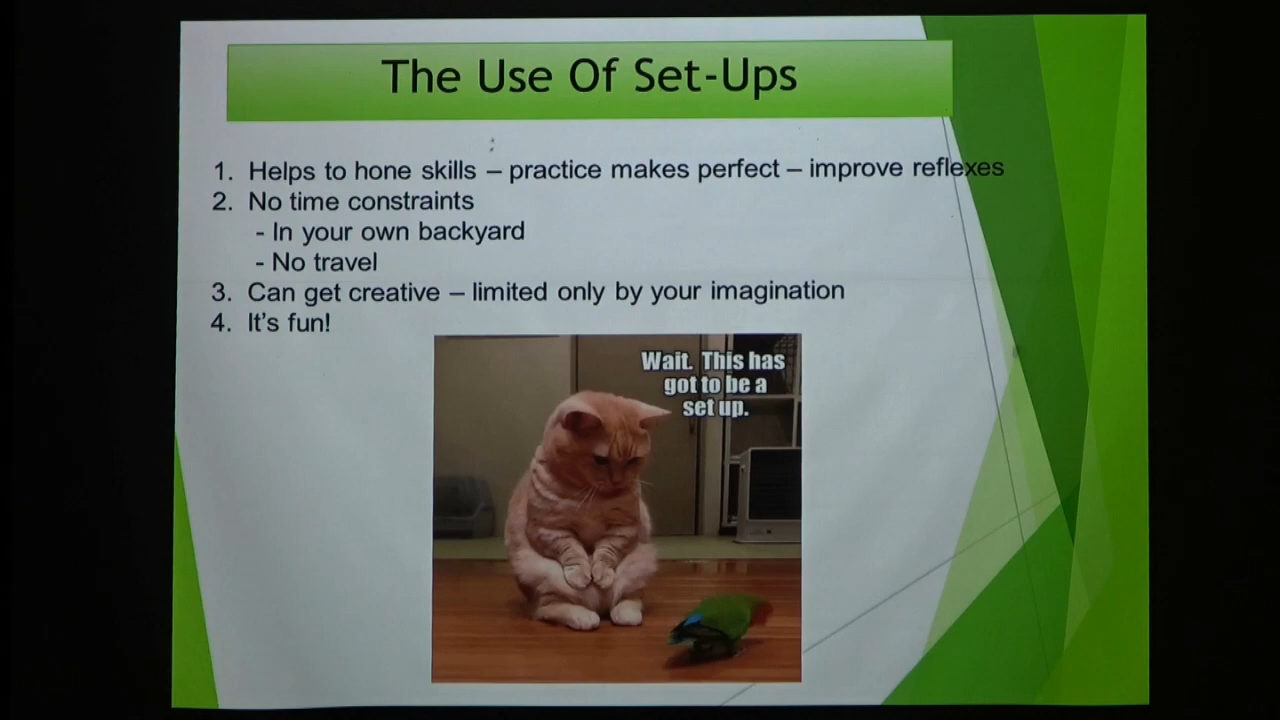 The Use Of Set-Ups
1. Helps to hone skills – practice makes perfect – improve reflexes
2. No time constraints
- In your own backyard
- No travel
3. Can get creative – limited only by your imagination
4. It's fun!
Wait. This has
got to be a
set up.